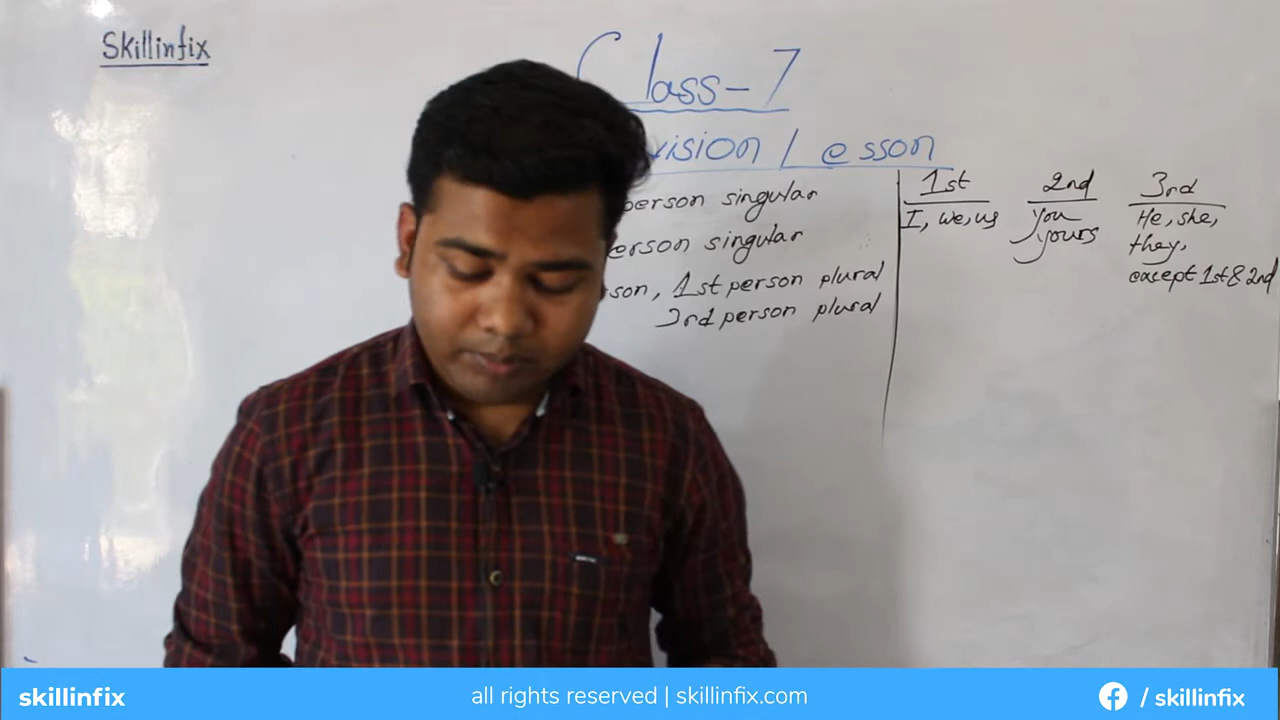 Skillinfix
Class-7
vision Lesson
person singular
erson singular
son, 1st person plural
3rd person plural
1st 2nd 3rd
I, we, us
You
yours
He, she,
they,
except 1st & 2nd
skillinfix
all rights reserved | skillinfix.com
/ skillinfix